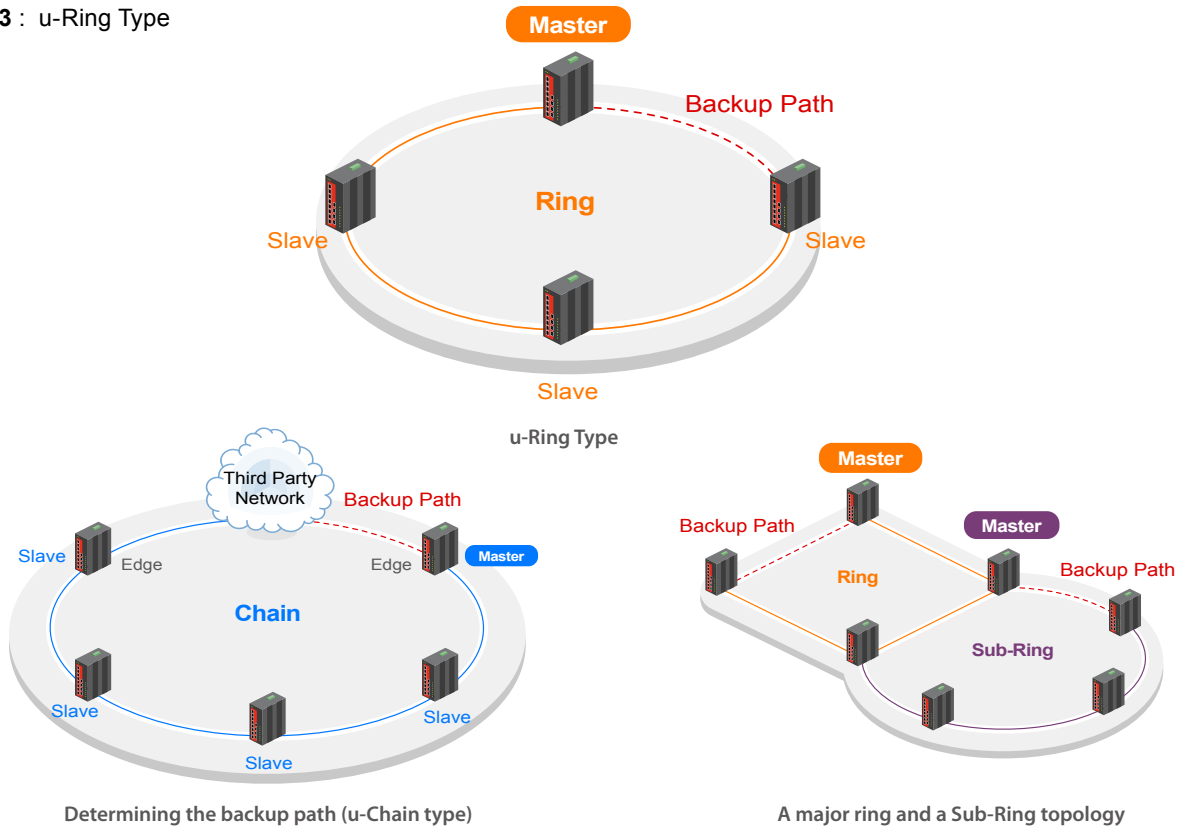 3 : u-Ring Type
Master
Backup Path
Ring
Slave
Slave
Slave
u-Ring Type
Third Party
Network
Backup Path
Slave
Edge
Edge
Master
Chain
Slave
Slave
Slave
Determining the backup path (u-Chain type)
Master
Backup Path
Master
Backup Path
Ring
Sub-Ring
A major ring and a Sub-Ring topology